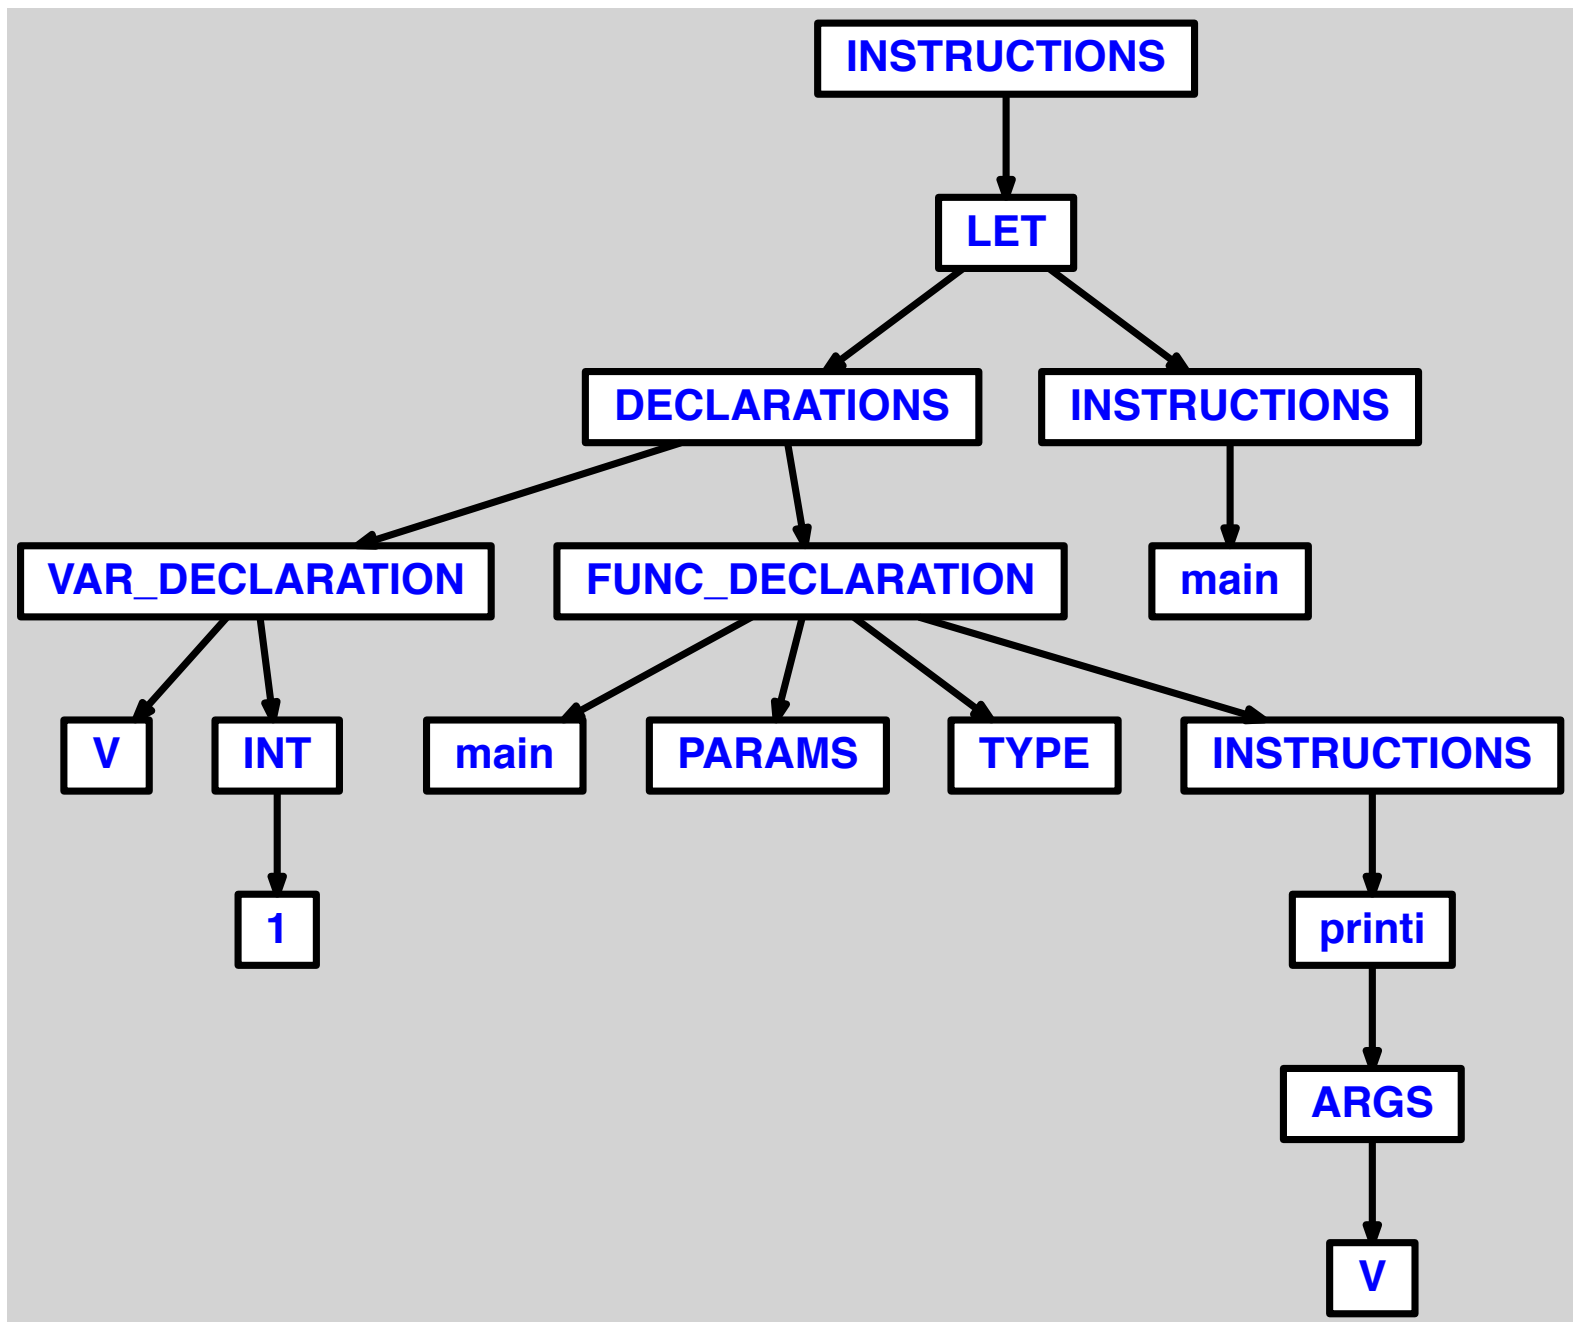 INSTRUCTIONS
LET
DECLARATIONS
INSTRUCTIONS
VAR_DECLARATION
FUNC_DECLARATION
main
V
INT
main
PARAMS
TYPE
INSTRUCTIONS
1
printi
ARGS
V